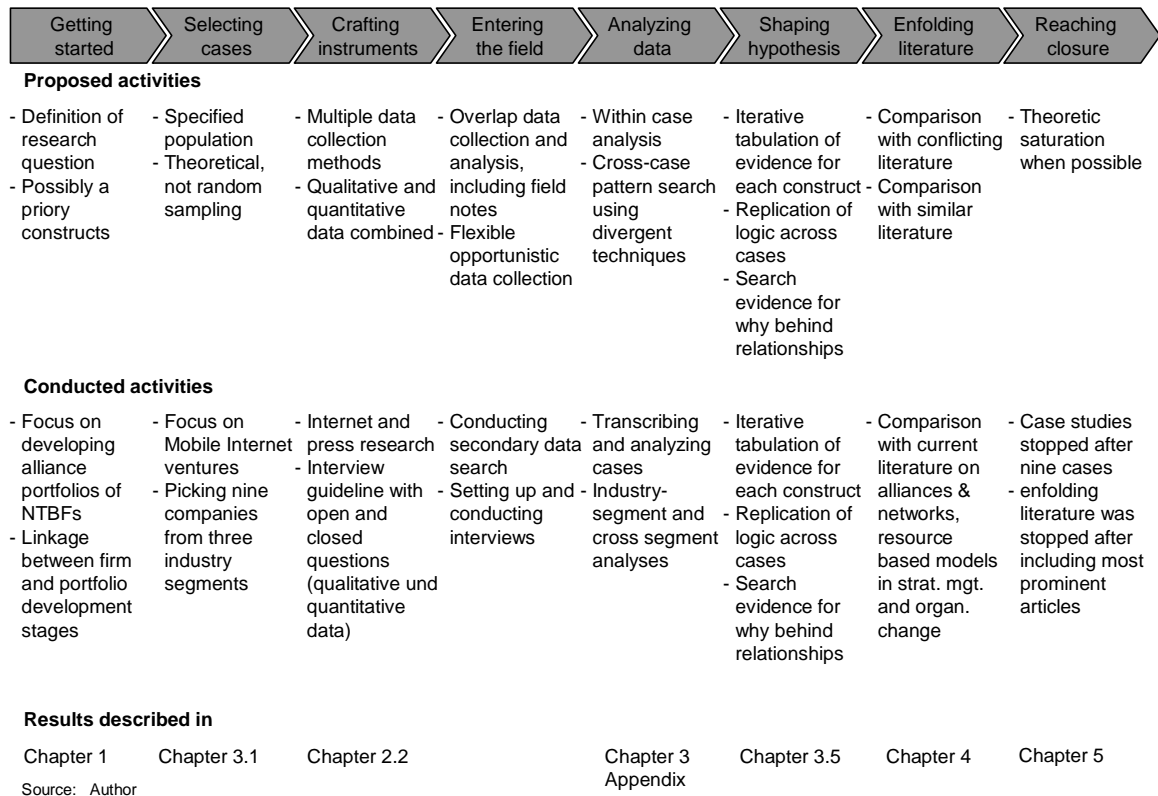 Getting
started
Selecting
cases
Crafting
instruments
Entering
the field
Analyzing
data
Shaping
hypothesis
Enfolding
literature
Reaching
closure
Proposed activities
- Definition of
research
question
- Possibly a
priory
constructs
- Specified
population
- Theoretical,
not random
sampling
- Multiple data
collection
methods
- Qualitative and
quantitative
data combined
- Overlap data
collection and
analysis,
including field
notes
- Flexible
opportunistic
data collection
- Within case
analysis
- Cross-case
pattern search
using
divergent
techniques
- Iterative
tabulation of
evidence for
each construct
- Replication of
logic across
cases
- Search
evidence for
why behind
relationships
- Comparison
with conflicting
literature
- Comparison
with similar
literature
- Theoretic
saturation
when possible
Conducted activities
- Focus on
developing
alliance
portfolios of
NTBFs
- Linkage
between firm
and portfolio
development
stages
- Focus on
Mobile Internet
ventures
- Picking nine
companies
from three
industry
segments
- Internet and
press research
- Interview
guideline with
open and
closed
questions
(qualitative und
quantitative
data)
- Conducting
secondary data
search
- Setting up and
conducting
interviews
- Transcribing
and analyzing
cases
- Industry-
segment and
cross segment
analyses
- Iterative
tabulation of
evidence for
each construct
- Replication of
logic across
cases
- Search
evidence for
why behind
relationships
- Comparison
with current
literature on
alliances &
networks,
resource
based models
in strat. mgt.
and organ.
change
- Case studies
stopped after
nine cases
- enfolding
literature was
stopped after
including most
prominent
articles
Results described in
Chapter 1
Chapter 3.1
Chapter 2.2
Chapter 3
Appendix
Chapter 3.5
Chapter 4
Chapter 5
Source: Author